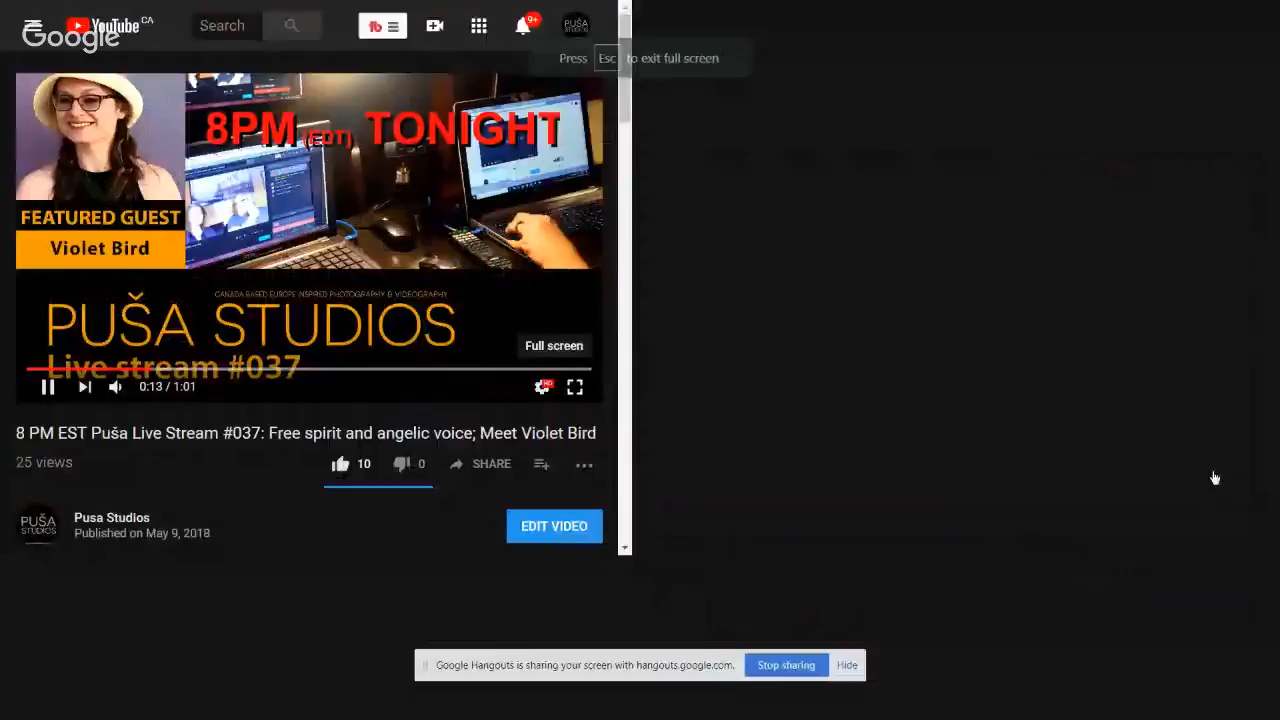 YouTube CA
Search
9+
PUŠA STUDIOS
Google
Press Esc to exit full screen
8PM (EDT) TONIGHT
FEATURED GUEST
Violet Bird
CANADA BASED EUROPE INSPIRED PHOTOGRAPHY & VIDEOGRAPHY
PUŠA STUDIOS
Full screen
Live stream #037
0:13 / 1:01
HD
8 PM EST Puša Live Stream #037: Free spirit and angelic voice; Meet Violet Bird
25 views
10
0
SHARE
PUŠA STUDIOS
Pusa Studios
Published on May 9, 2018
EDIT VIDEO
Google Hangouts is sharing your screen with hangouts.google.com.
Stop sharing
Hide